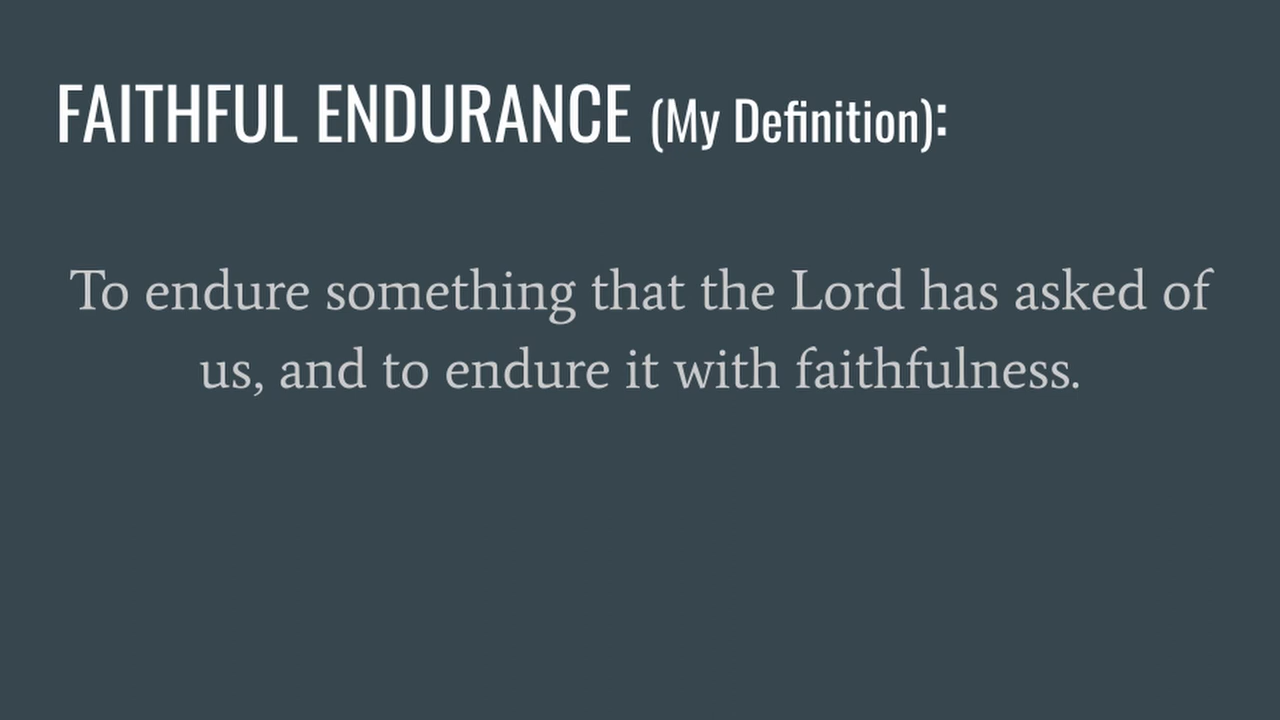 FAITHFUL ENDURANCE (My Definition):
To endure something that the Lord has asked of
us, and to endure it with faithfulness.